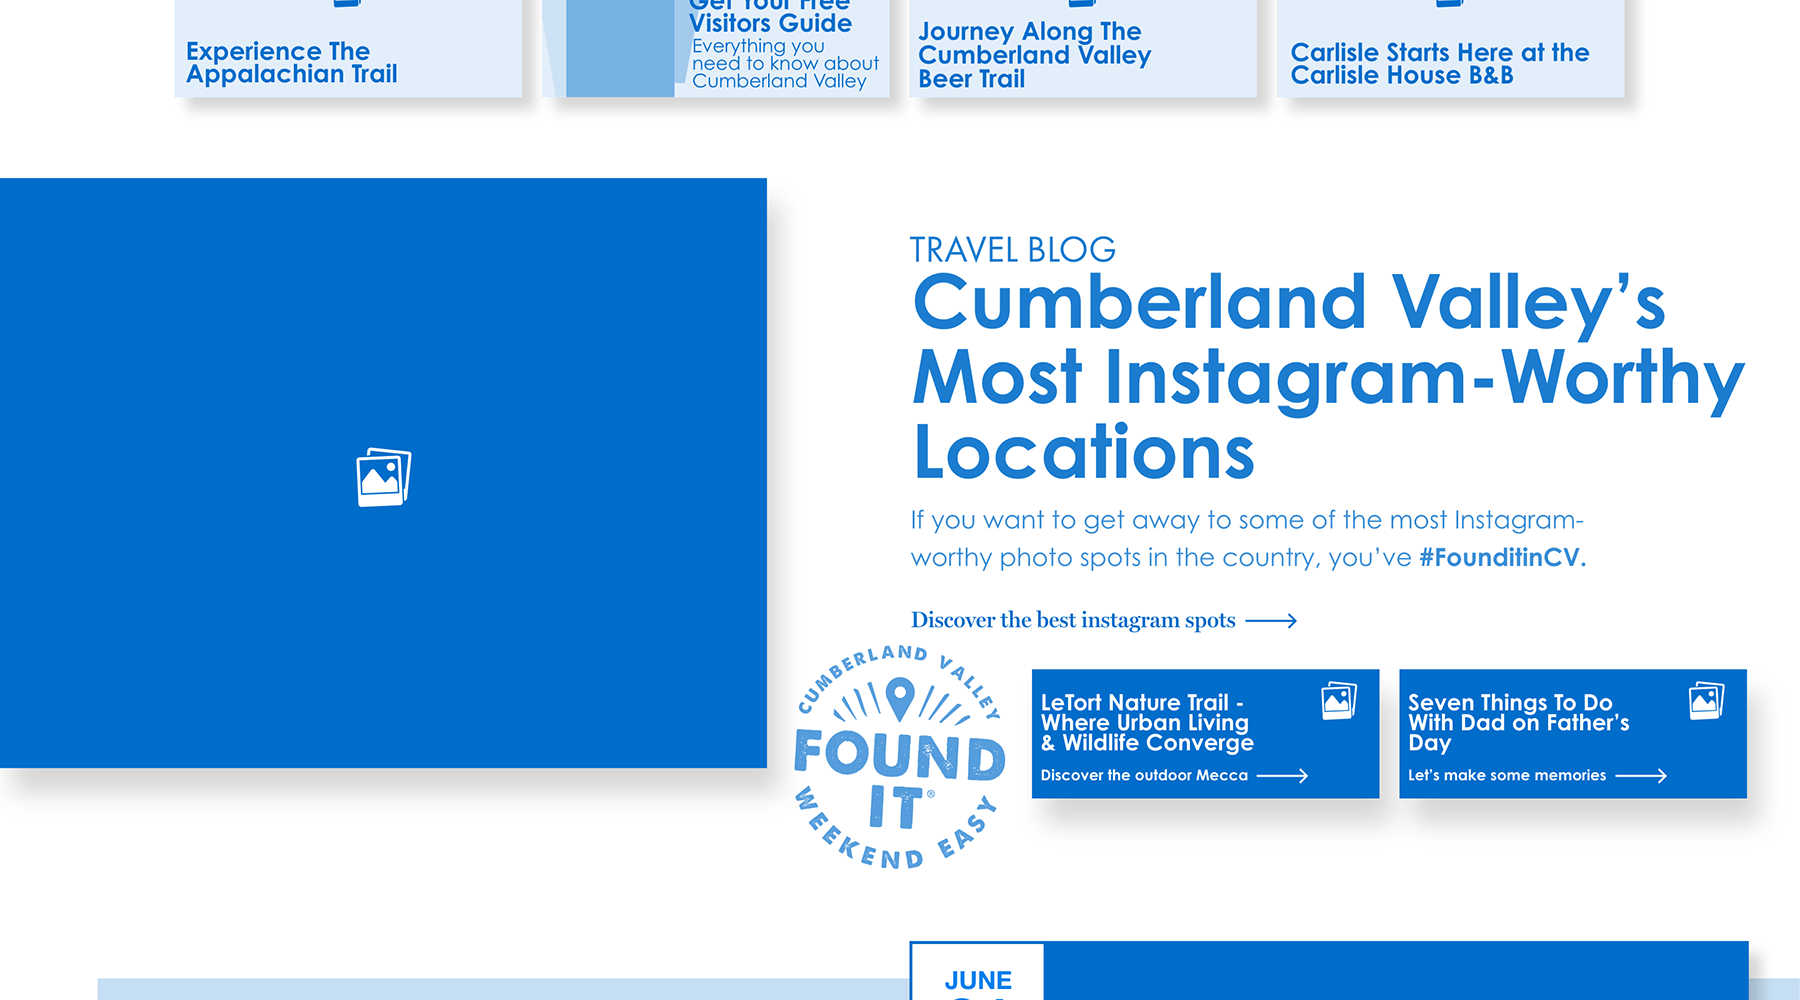 Experience The
Appalachian Trail
Get Your Free
Visitors Guide
Everything you
need to know about
Cumberland Valley
Journey Along The
Cumberland Valley
Beer Trail
Carlisle Starts Here at the
Carlisle House B&B
TRAVEL BLOG
Cumberland Valley’s
Most Instagram-Worthy
Locations
If you want to get away to some of the most Instagram-
worthy photo spots in the country, you’ve #FounditinCV.
Discover the best instagram spots
CUMBERLAND VALLEY
FOUND
IT®
WEEKEND EASY
LeTort Nature Trail -
Where Urban Living
& Wildlife Converge
Discover the outdoor Mecca
Seven Things To Do
With Dad on Father’s
Day
Let's make some memories
JUNE